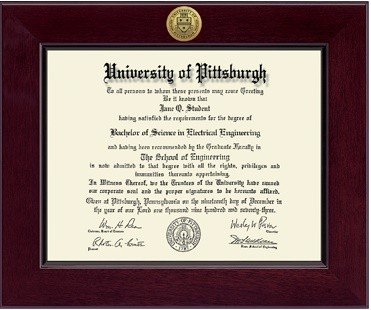 University of Pittsburgh
To all persons to whom these presents may come Greeting
Be it known that
Jane O. Student
having satisfied the requirements for the degree of
Bachelor of Science in Electrical Engineering
and having been recommended by the Graduate Faculty in
The School of Engineering
is now admitted to that degree with all the rights, privileges and
immunities thereunto appertaining.
In Witness Thereof, we the Trustees of the University have caused
our corporate seal and the proper signatures to be hereunto affixed.
Given at Pittsburgh, Pennsylvania on the nineteenth day of December in
the year of our Lord one thousand nine hundred and seventy-three.